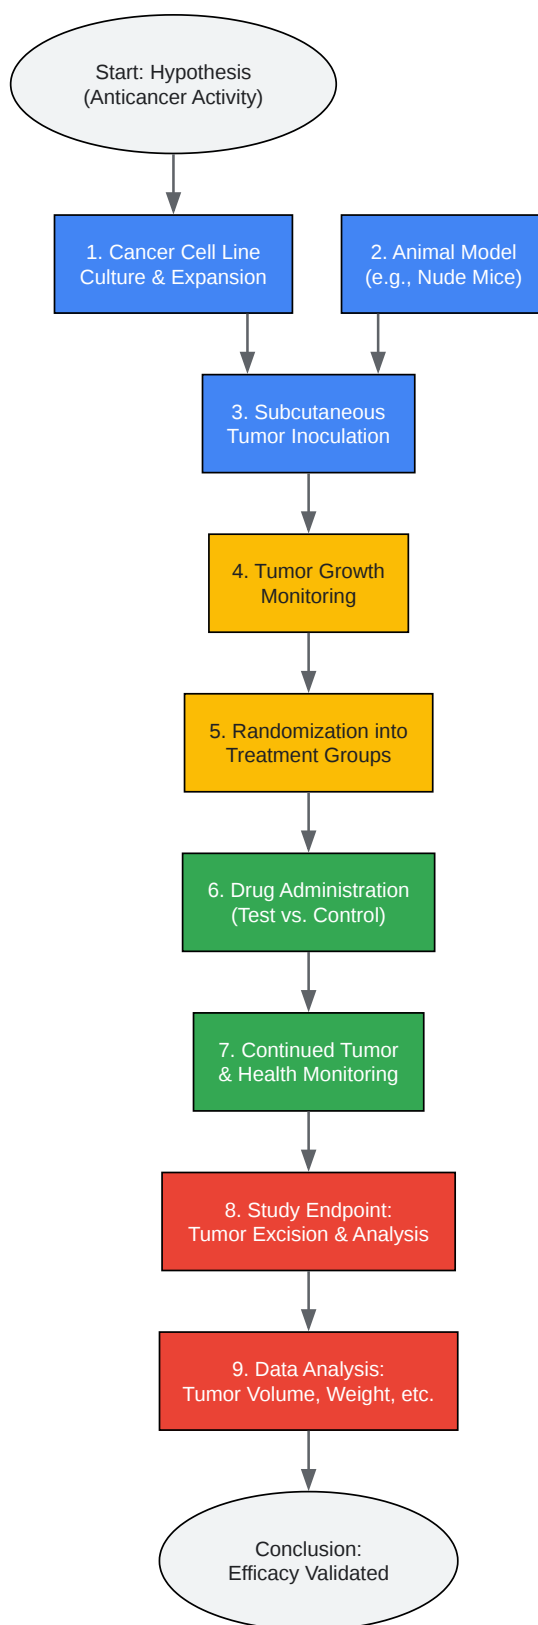 Start: Hypothesis
(Anticancer Activity)
1. Cancer Cell Line
Culture & Expansion
2. Animal Model
(e.g., Nude Mice)
3. Subcutaneous
Tumor Inoculation
4. Tumor Growth
Monitoring
5. Randomization into
Treatment Groups
6. Drug Administration
(Test vs. Control)
7. Continued Tumor
& Health Monitoring
8. Study Endpoint:
Tumor Excision & Analysis
9. Data Analysis:
Tumor Volume, Weight, etc.
Conclusion:
Efficacy Validated